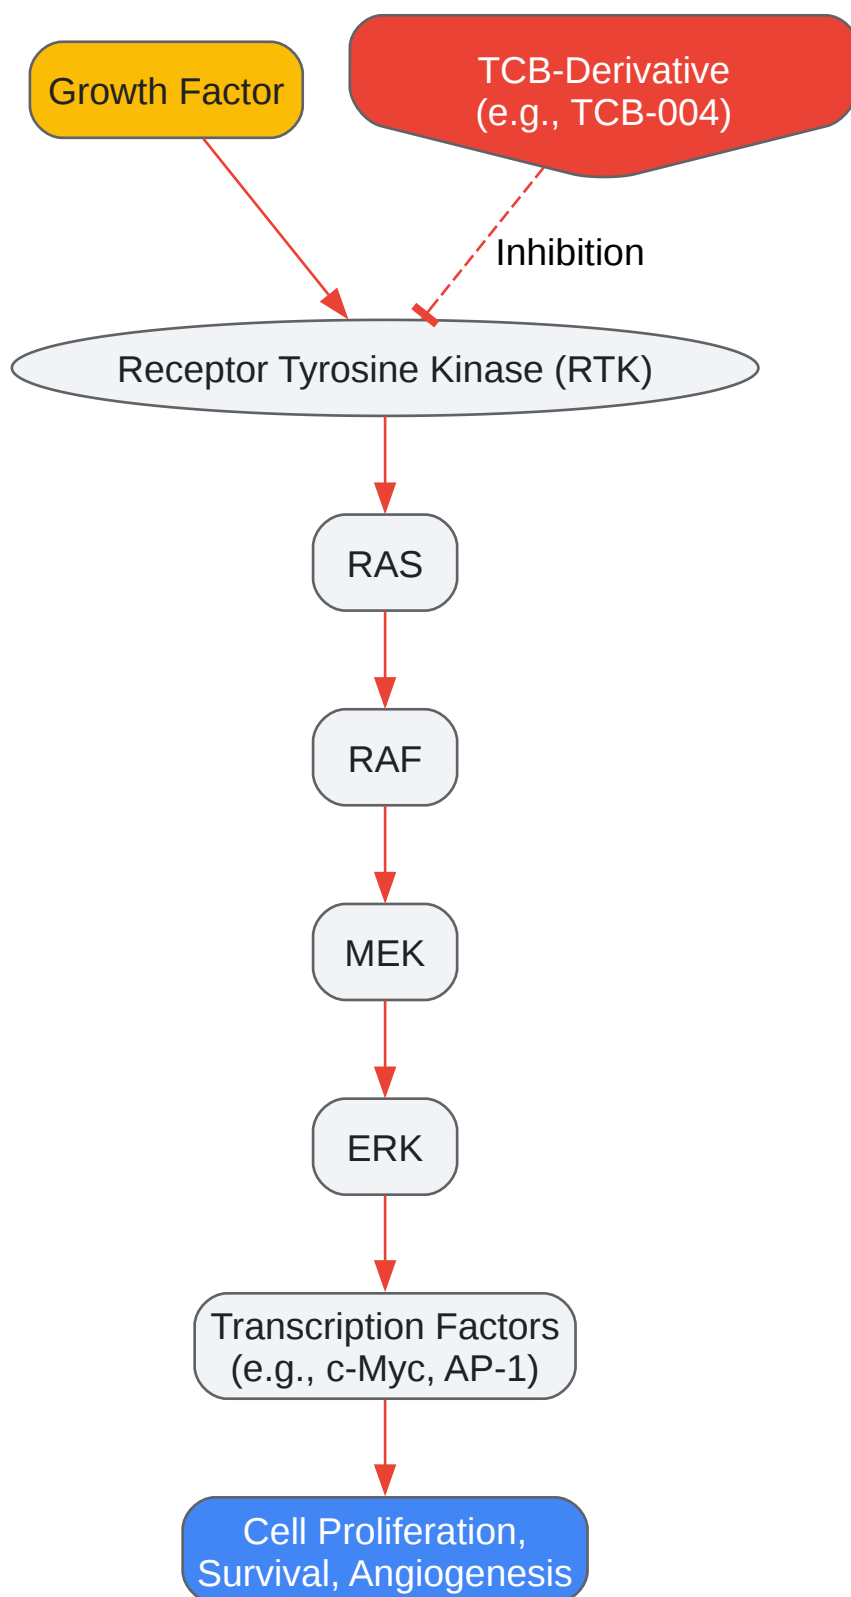 Growth Factor
TCB-Derivative
(e.g., TCB-004)
Inhibition
Receptor Tyrosine Kinase (RTK)
RAS
RAF
MEK
ERK
Transcription Factors
(e.g., c-Myc, AP-1)
Cell Proliferation,
Survival, Angiogenesis